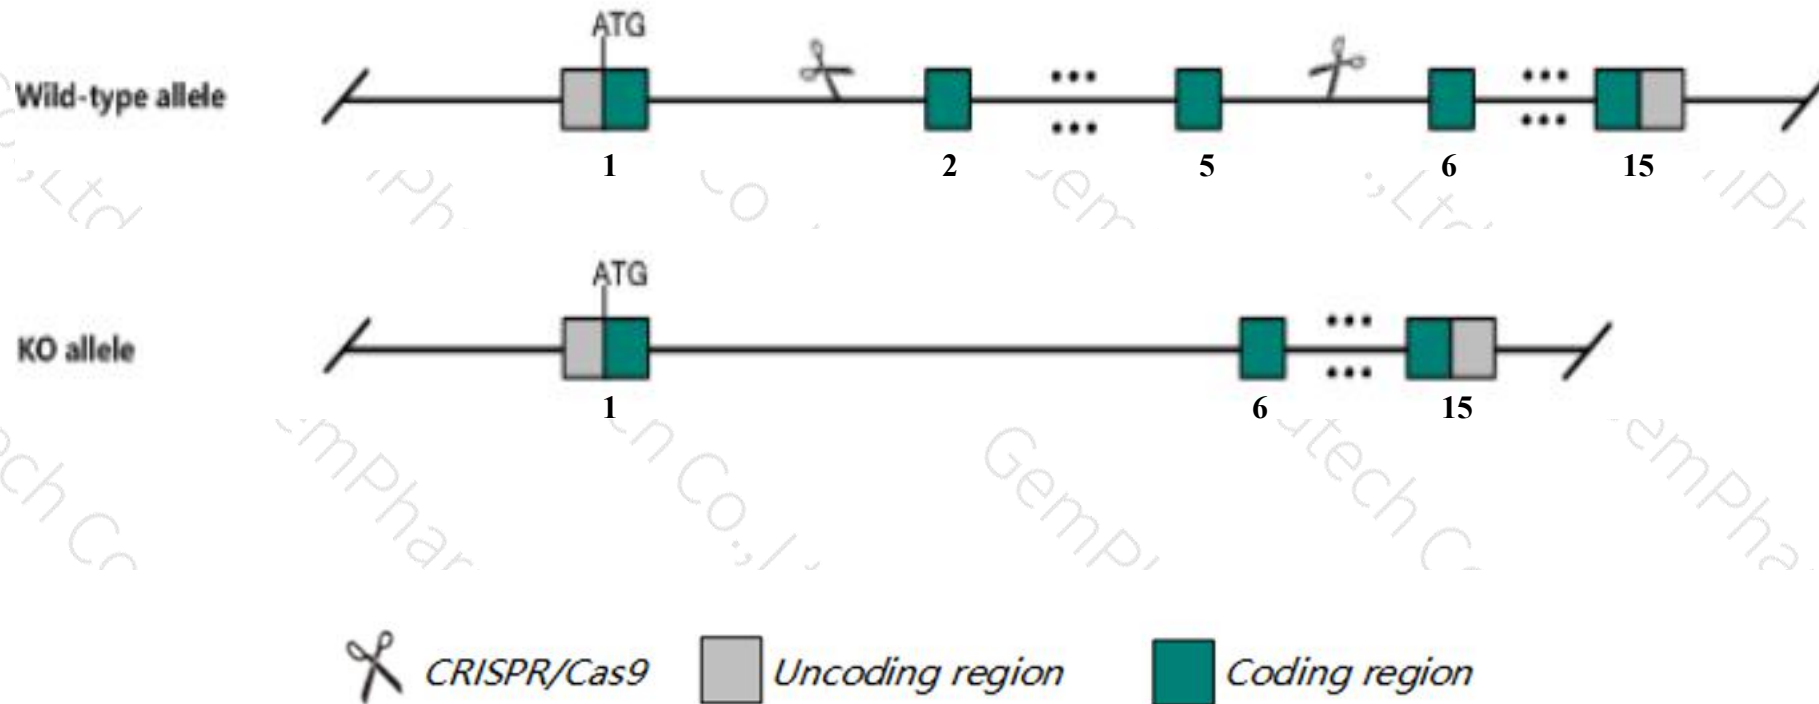 ATG
Wild-type allele
1 2 5 6 15
ATG
KO allele
1 6 15
CRISPR/Cas9 Uncoding region Coding region
GemPh